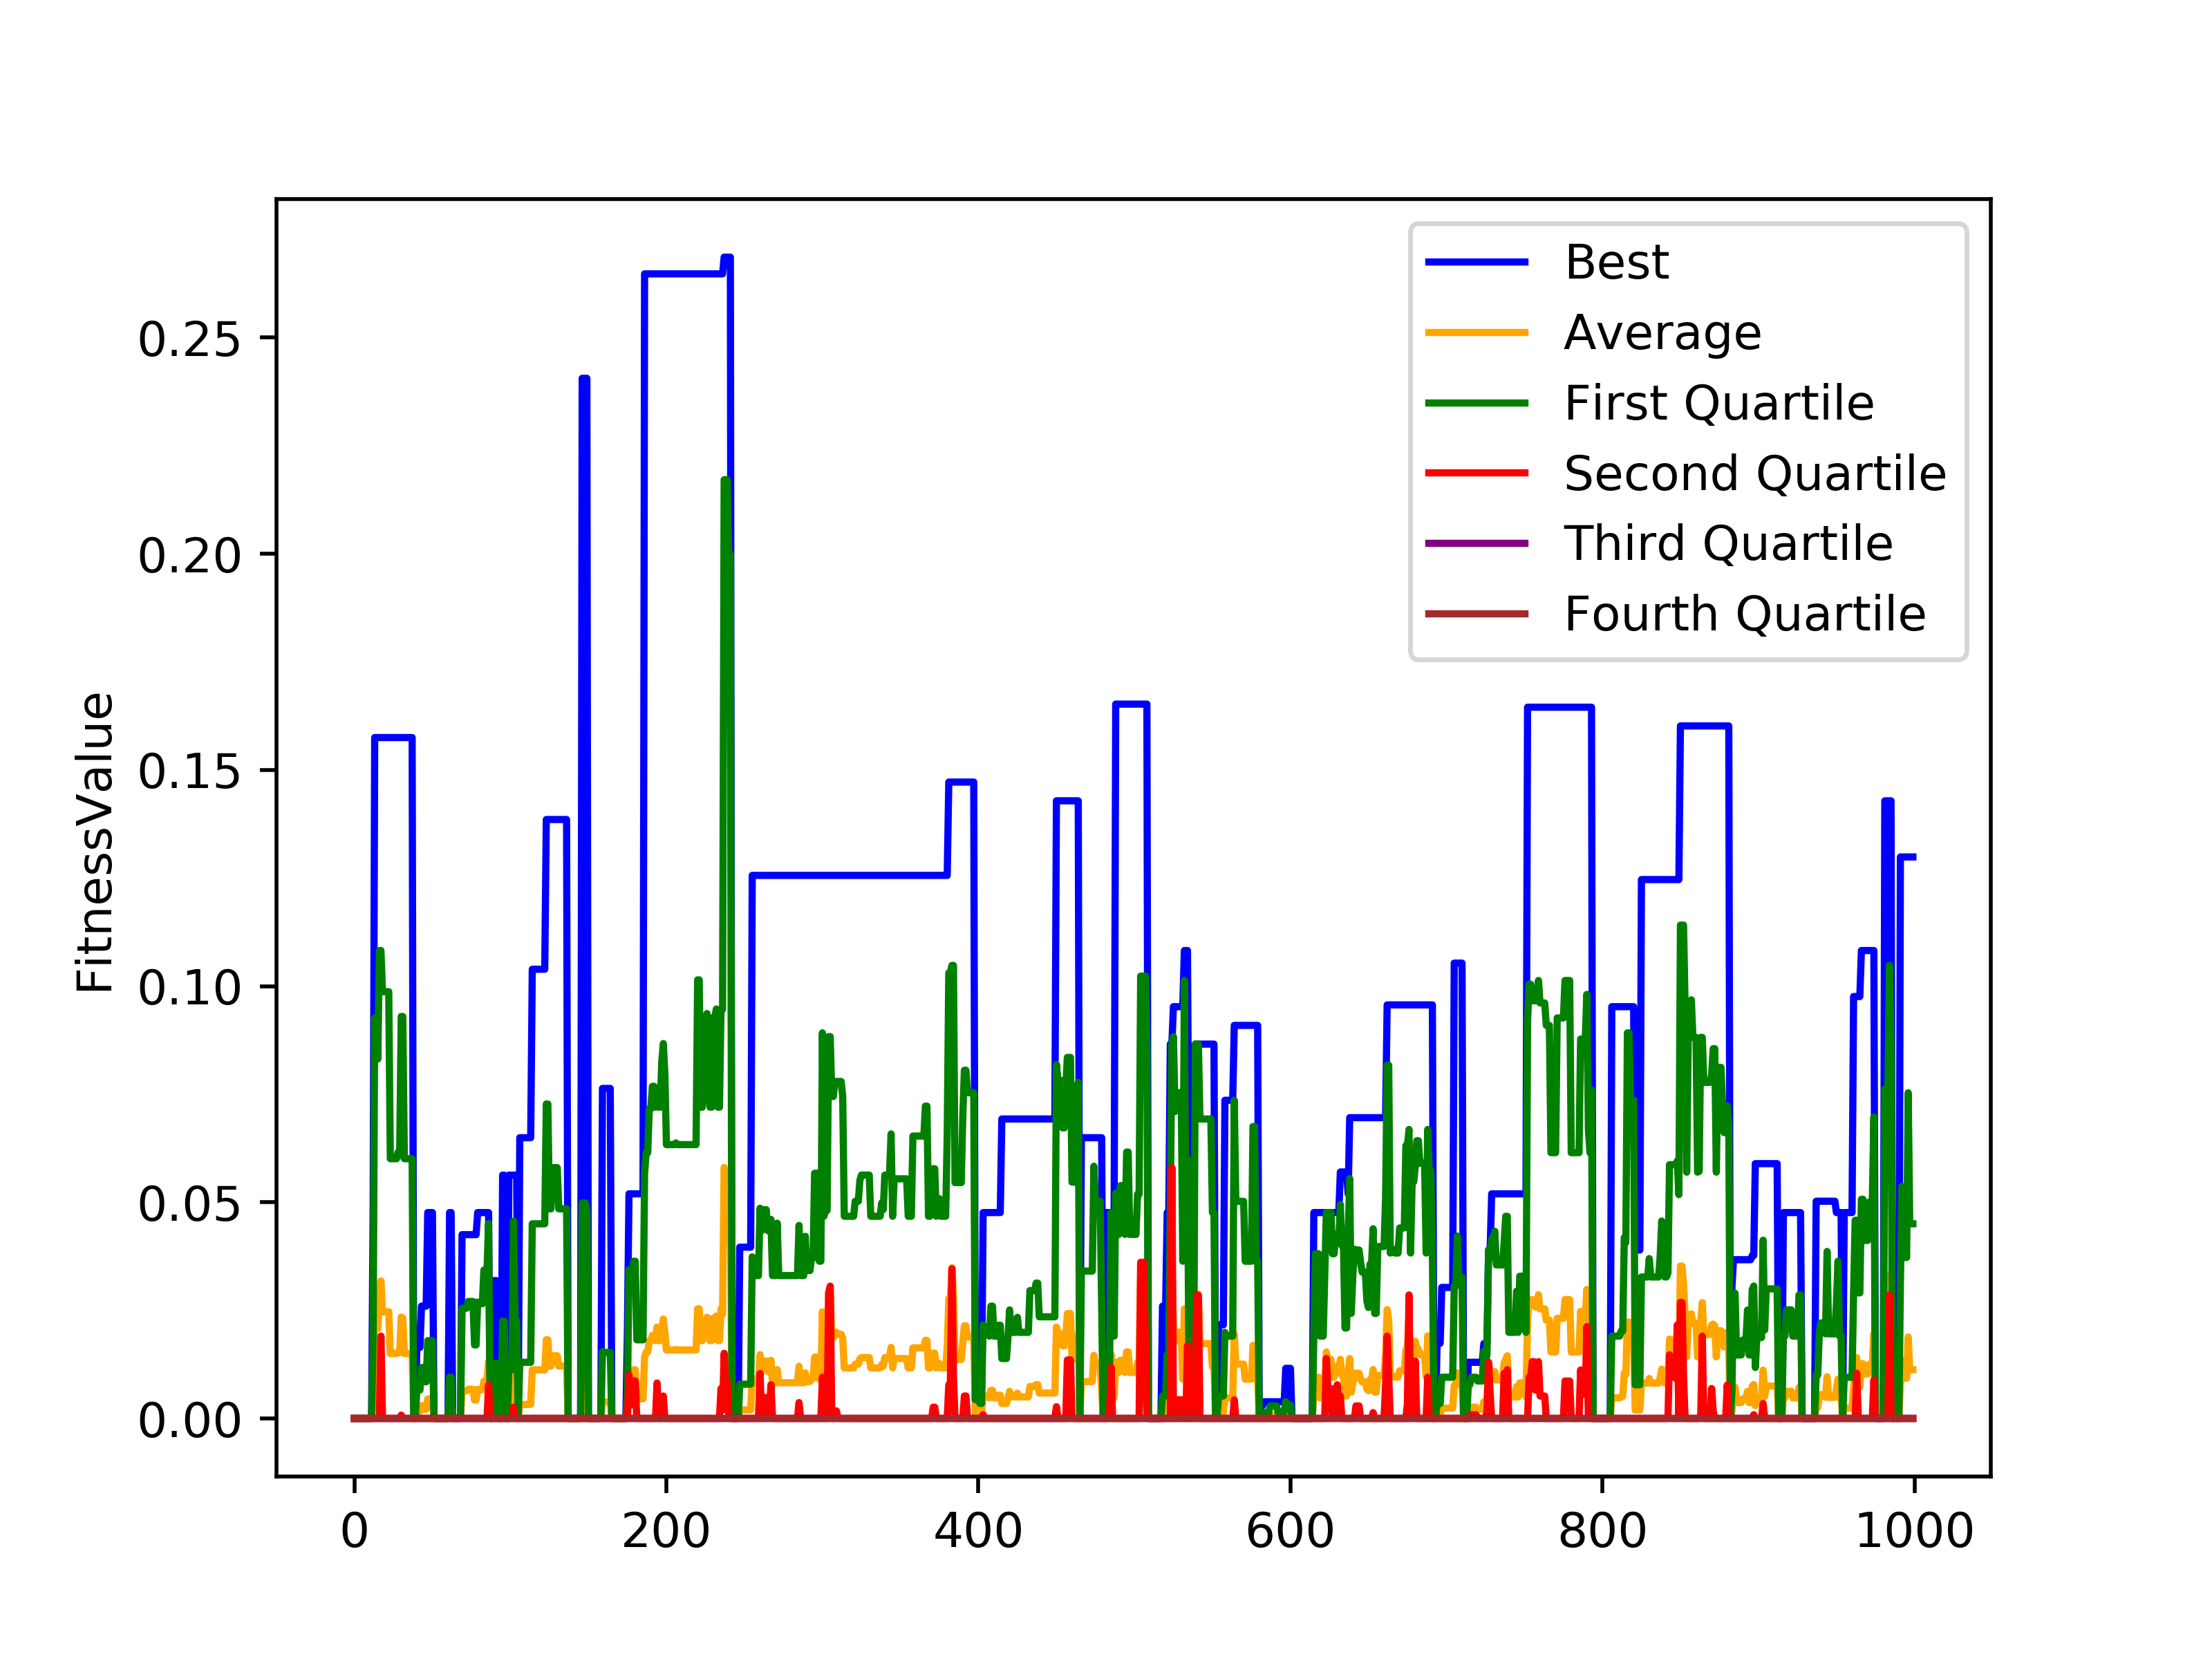 Best
Average
First Quartile
Second Quartile
Third Quartile
Fourth Quartile
FitnessValue
0.25
0.20
0.15
0.10
0.05
0.00
0 200 400 600 800 1000